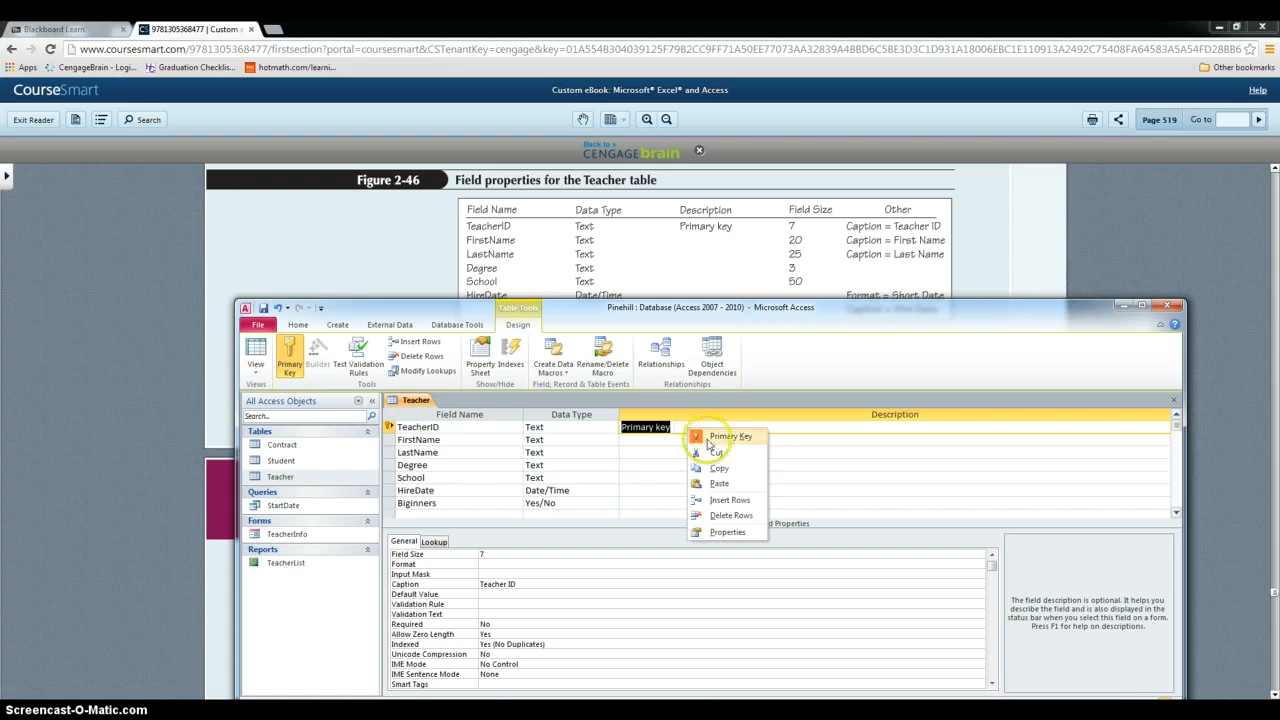 Blackboard Learn
9781305368477 | Custom
www.coursesmart.com/9781305368477/firstsection?portal=coursesmart&CSTenantKey=cengage&key=
Apps CengageBrain - Logi... Graduation Checklis... hotmath.com/learni... Other bookmarks
CourseSmart Custom eBook: Microsoft® Excel® and Access Help
Exit Reader Search Page 519 Go to
Back to
CENGAGEbrain
Figure 2-46 Field properties for the Teacher table
Field Name Data Type Description Field Size Other
TeacherID Text Primary key 7 Caption = Teacher ID
FirstName Text 20 Caption = First Name
LastName Text 25 Caption = Last Name
Degree Text 3
School Text 50
HireDate Date/Time Format = Short Date
Table Tools Pinehill : Database (Access 2007 - 2010) - Microsoft Access
File Home Create External Data Database Tools Design
View
Primary Key
Builder
Test Validation Rules
Insert Rows
Delete Rows
Modify Lookups
Property Sheet
Indexes
Create Data Macros
Rename/Delete Macro
Relationships
Object Dependencies
Views Tools Show/Hide Field, Record & Table Events Relationships
All Access Objects
Search...
Tables
Contract
Student
Teacher
Queries
StartDate
Forms
TeacherInfo
Reports
TeacherList
Teacher
Field Name Data Type Description
TeacherID Text Primary key
FirstName Text
LastName Text
Degree Text
School Text
HireDate Date/Time
Biginners Yes/No
Primary Key
Cut
Copy
Paste
Insert Rows
Delete Rows
Properties
d Properties
General Lookup
Field Size 7
Format
Input Mask
Caption Teacher ID
Default Value
Validation Rule
Validation Text
Required No
Allow Zero Length Yes
Indexed Yes (No Duplicates)
Unicode Compression No
IME Mode No Control
IME Sentence Mode None
Smart Tags
The field description is optional. It helps you
describe the field and is also displayed in the
status bar when you select this field on a form.
Press F1 for help on descriptions.
Screencast-O-Matic.com